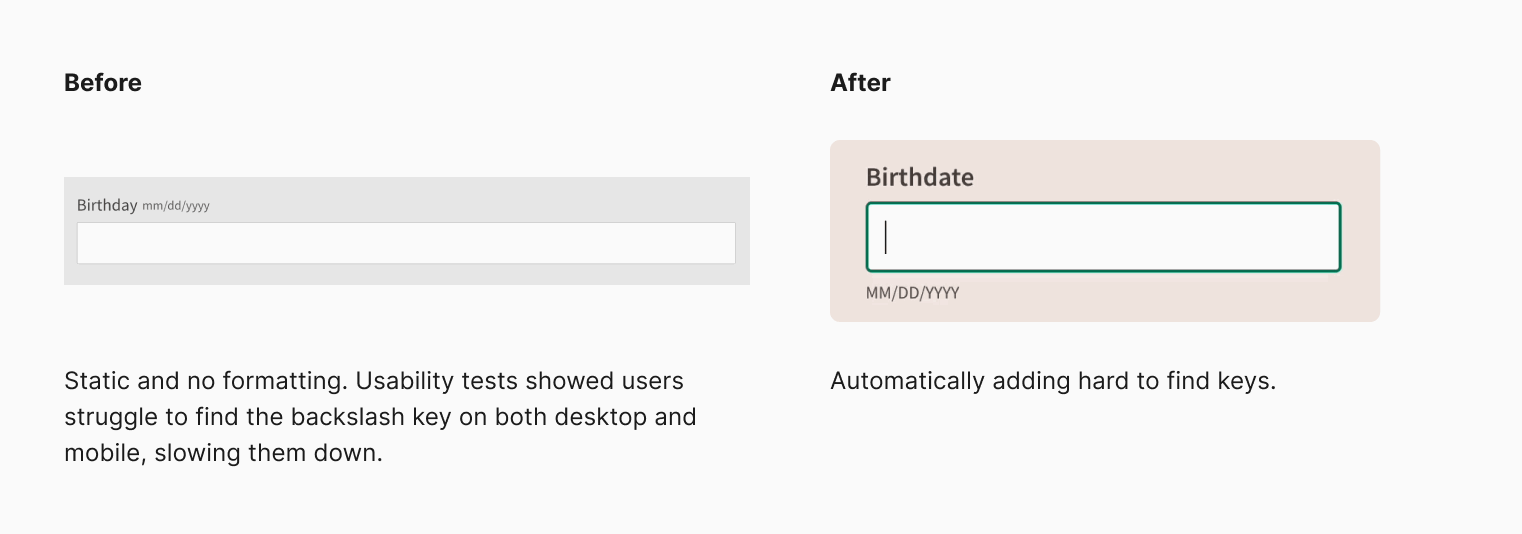 Before
Birthday mm/dd/yyyy
Static and no formatting. Usability tests showed users
struggle to find the backslash key on both desktop and
mobile, slowing them down.
After
Birthdate
MM/DD/YYYY
Automatically adding hard to find keys.